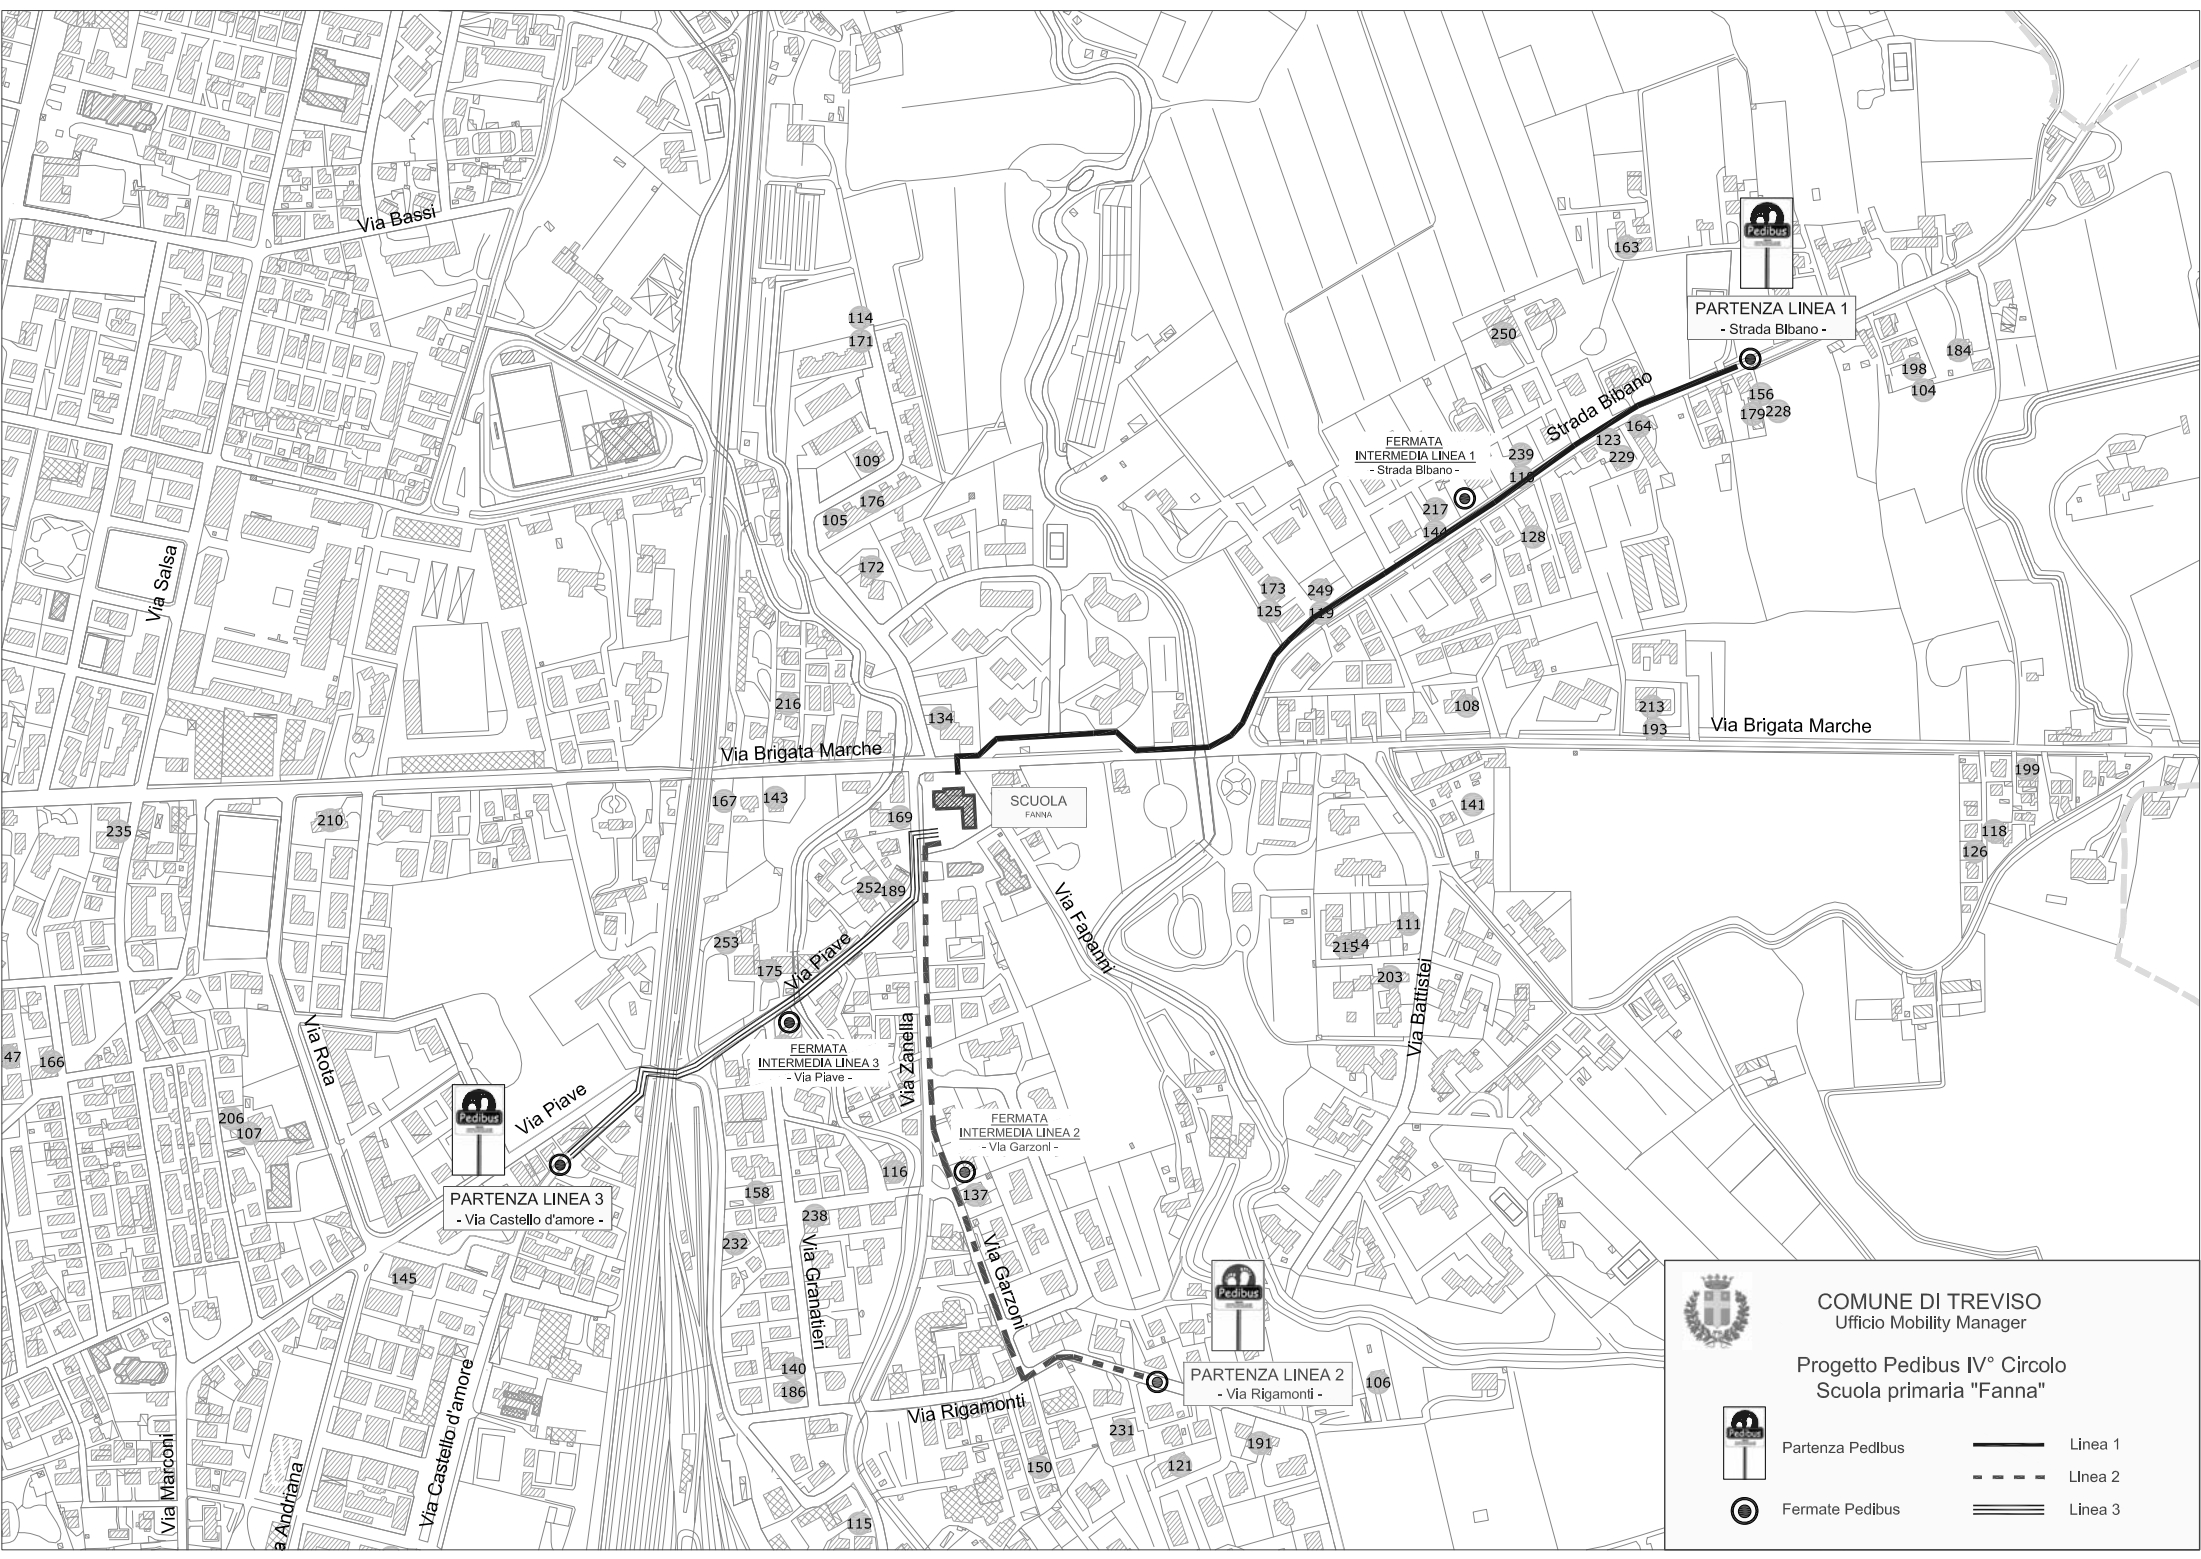 Via Bassi
163
Pedibus
PARTENZA LINEA 1
- Strada Bibano -
114
171
250
184
198
104
156
179
228
Strada Bibano
164
123
229
FERMATA
INTERMEDIA LINEA 1
- Strada Bibano -
239
109
176
105
217
144
128
Via Salsa
172
173
125
249
119
216
134
108
213
193
Via Brigata Marche
Via Brigata Marche
199
167
143
169
SCUOLA
FANNA
141
235
210
118
126
252
189
Via Fapanni
111
215
253
175
Via Piave
203
Via Battistei
Via Zanella
Via Rota
47
166
FERMATA
INTERMEDIA LINEA 3
- Via Piave -
Via Piave
Pedibus
206
107
FERMATA
INTERMEDIA LINEA 2
- Via Garzoni -
116
137
158
PARTENZA LINEA 3
- Via Castello d'amore -
238
232
Via Granatieri
Via Garzoni
145
Pedibus
140
186
PARTENZA LINEA 2
- Via Rigamonti -
106
Via Rigamonti
Via Castello d'amore
Via Marconi
a Andriana
231
191
150
121
115
COMUNE DI TREVISO
Ufficio Mobility Manager
Progetto Pedibus IV° Circolo
Scuola primaria "Fanna"
Pedibus
Partenza Pedibus
Linea 1
Linea 2
Fermate Pedibus
Linea 3